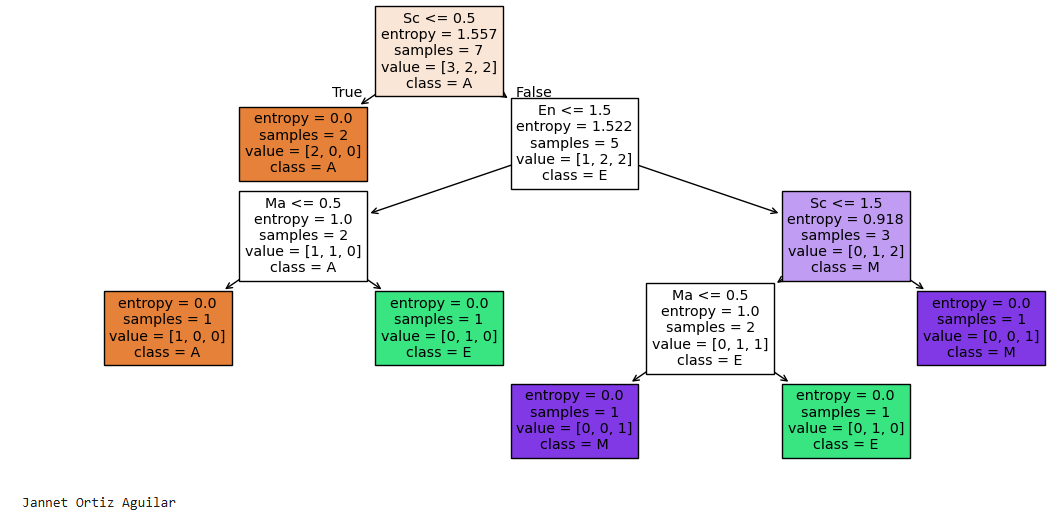 Sc <= 0.5
entropy = 1.557
samples = 7
value = [3, 2, 2]
class = A
True
False
entropy = 0.0
samples = 2
value = [2, 0, 0]
class = A
En <= 1.5
entropy = 1.522
samples = 5
value = [1, 2, 2]
class = E
Ma <= 0.5
entropy = 1.0
samples = 2
value = [1, 1, 0]
class = A
Sc <= 1.5
entropy = 0.918
samples = 3
value = [0, 1, 2]
class = M
entropy = 0.0
samples = 1
value = [1, 0, 0]
class = A
entropy = 0.0
samples = 1
value = [0, 1, 0]
class = E
Ma <= 0.5
entropy = 1.0
samples = 2
value = [0, 1, 1]
class = E
entropy = 0.0
samples = 1
value = [0, 0, 1]
class = M
entropy = 0.0
samples = 1
value = [0, 0, 1]
class = M
entropy = 0.0
samples = 1
value = [0, 1, 0]
class = E
Jannet Ortiz Aguilar